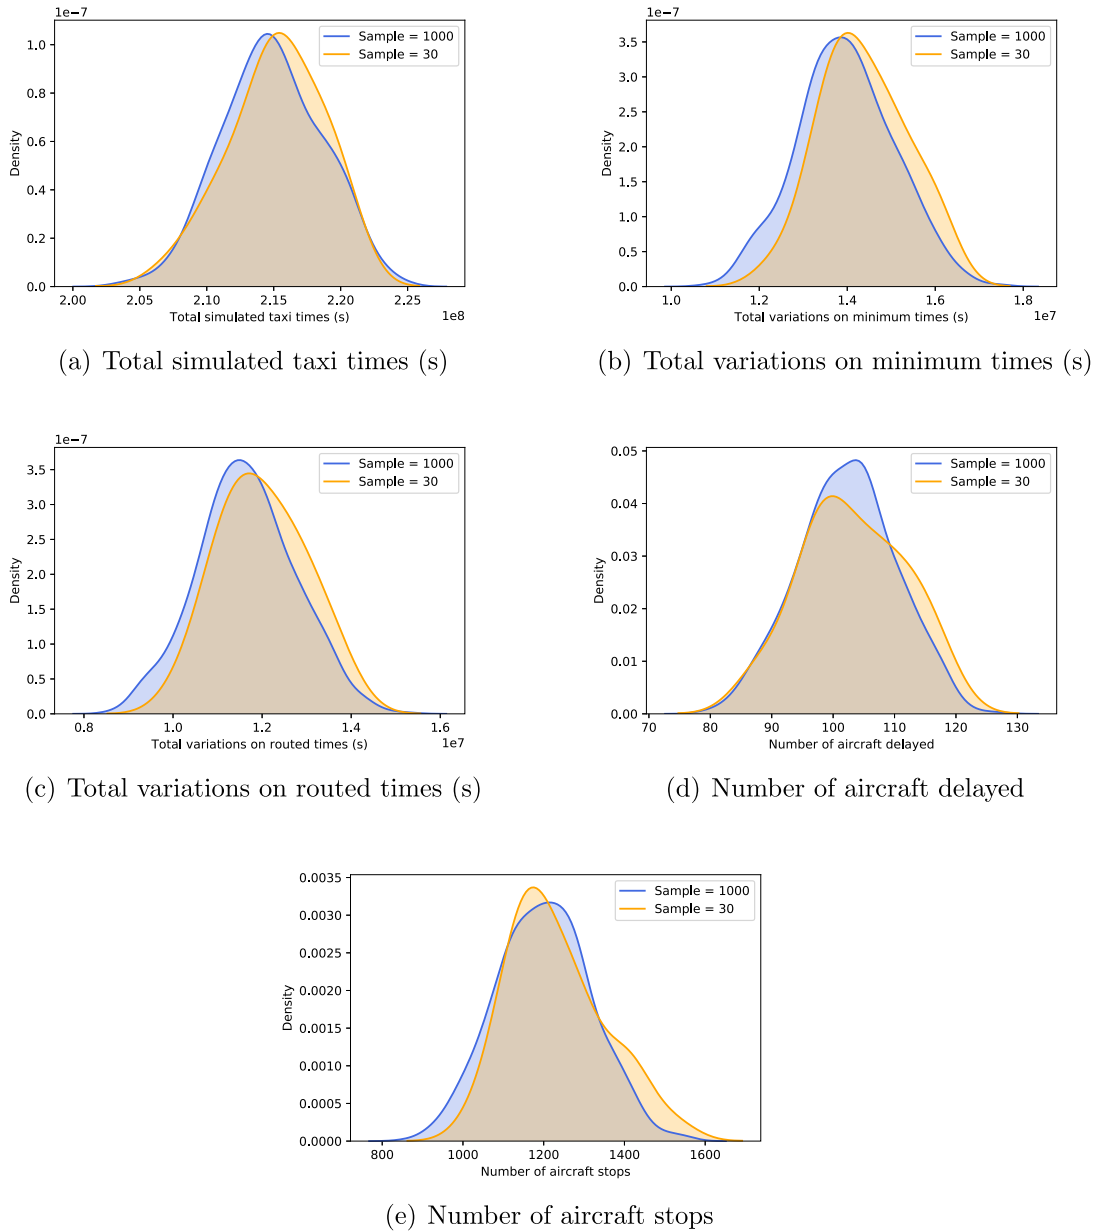 1e−7
Sample = 1000
Sample = 30
1.0
0.8
0.6
0.4
0.2
0.0
Density
2.00 2.05 2.10 2.15 2.20 2.25
Total simulated taxi times (s)
1e8
(a) Total simulated taxi times (s)
1e−7
Sample = 1000
Sample = 30
3.5
3.0
2.5
2.0
1.5
1.0
0.5
0.0
Density
1.0 1.2 1.4 1.6 1.8
Total variations on minimum times (s)
1e7
(b) Total variations on minimum times (s)
1e−7
Sample = 1000
Sample = 30
3.5
3.0
2.5
2.0
1.5
1.0
0.5
0.0
Density
0.8 1.0 1.2 1.4 1.6
Total variations on routed times (s)
1e7
(c) Total variations on routed times (s)
Sample = 1000
Sample = 30
0.05
0.04
0.03
0.02
0.01
0.00
Density
70 80 90 100 110 120 130
Number of aircraft delayed
(d) Number of aircraft delayed
Sample = 1000
Sample = 30
0.0035
0.0030
0.0025
0.0020
0.0015
0.0010
0.0005
0.0000
Density
800 1000 1200 1400 1600
Number of aircraft stops
(e) Number of aircraft stops